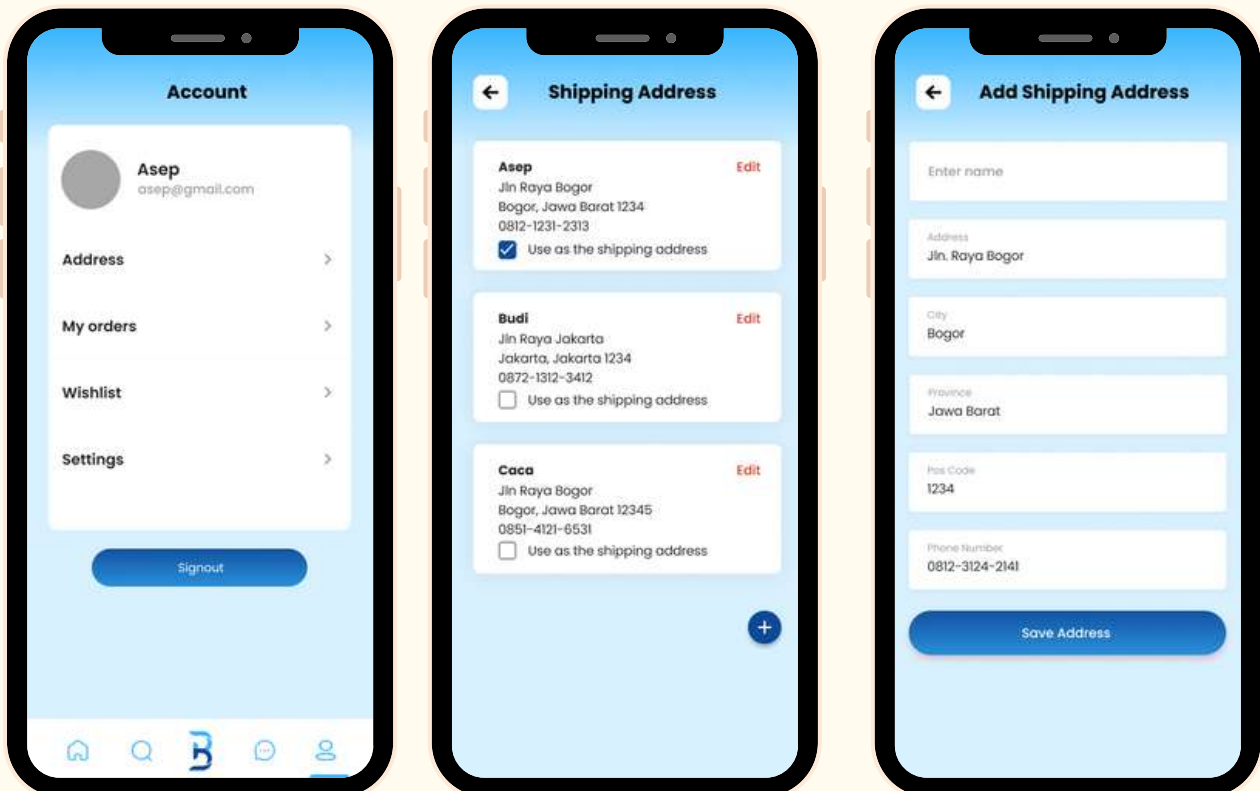 Account
Asep
asep@gmail.com
Address
My orders
Wishlist
Settings
Signout
B
Shipping Address
Asep
Edit
Jln Raya Bogor
Bogor, Jawa Barat 1234
0812-1231-2313
Use as the shipping address
Budi
Edit
Jln Raya Jakarta
Jakarta, Jakarta 1234
0872-1312-3412
Use as the shipping address
Caca
Edit
Jln Raya Bogor
Bogor, Jawa Barat 12345
0851-4121-6531
Use as the shipping address
Add Shipping Address
Enter name
Address
Jln. Raya Bogor
City
Bogor
Province
Jawa Barat
Pos Code
1234
Phone Number
0812-3124-2141
Save Address